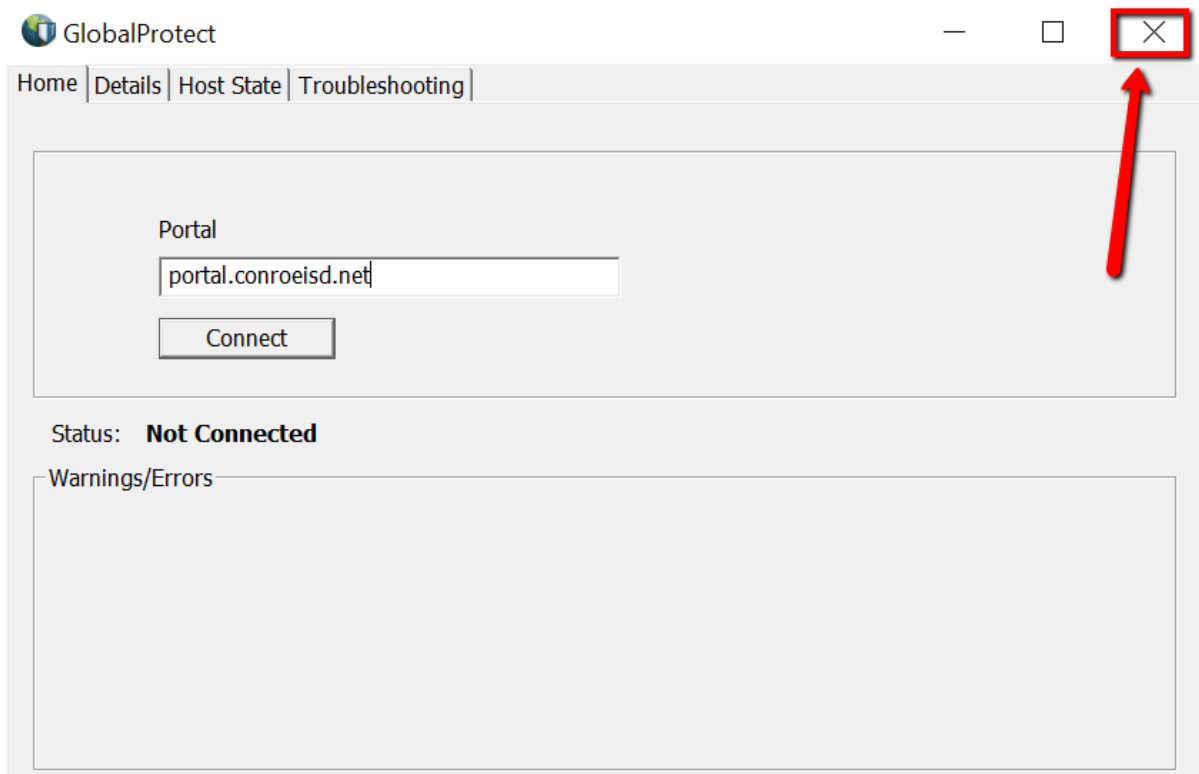 GlobalProtect
Home Details Host State Troubleshooting
Portal
portal.conroeisd.net
Connect
Status: Not Connected
Warnings/Errors